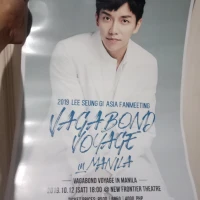 2019 LEE SEUNG GI ASIA FANMEETING
VAGABOND
VOYAGE
in MANILA
VAGABOND VOYAGE IN MANILA
2019.10.12 (SAT) 18:00 @ NEW FRONTIER THEATRE